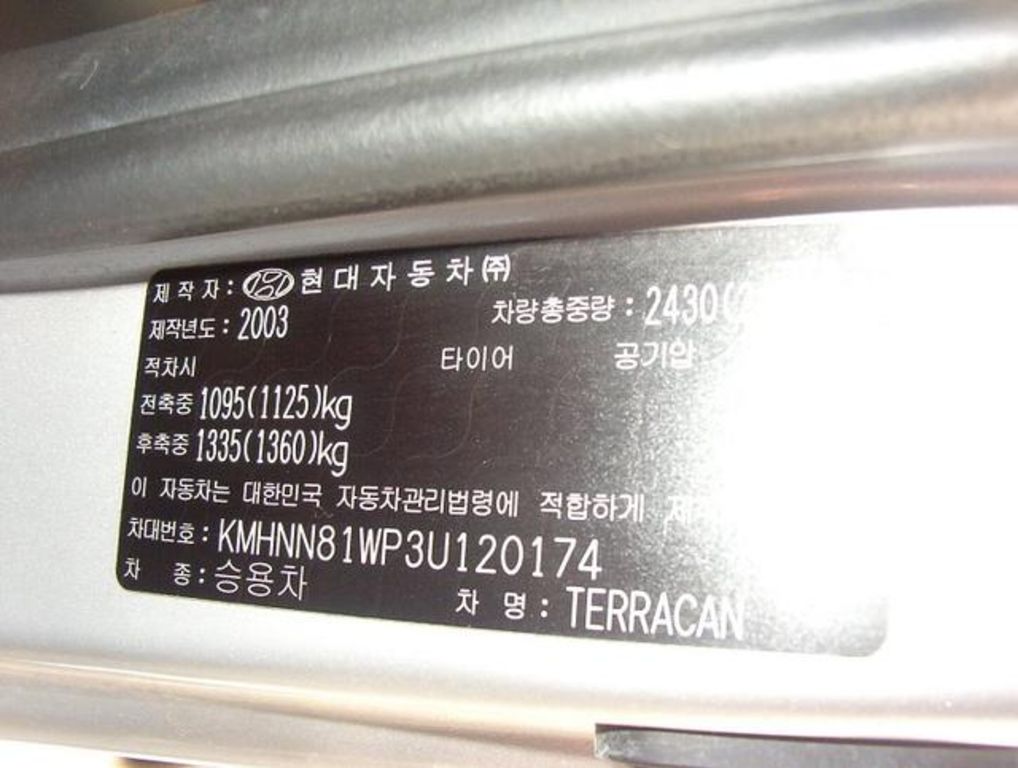 제 작 자 : 현 대 자 동 차 ㈜
제작년도 : 2003 차량총중량 : 2430
적차시 타이어 공기압
전축중 1095(1125)kg
후축중 1335(1360)kg
이 자동차는 대한민국 자동차관리법령에 적합하게
차대번호 : KMHNN81WP3U120174
차 종 : 승용차 차 명 : TERRACAN